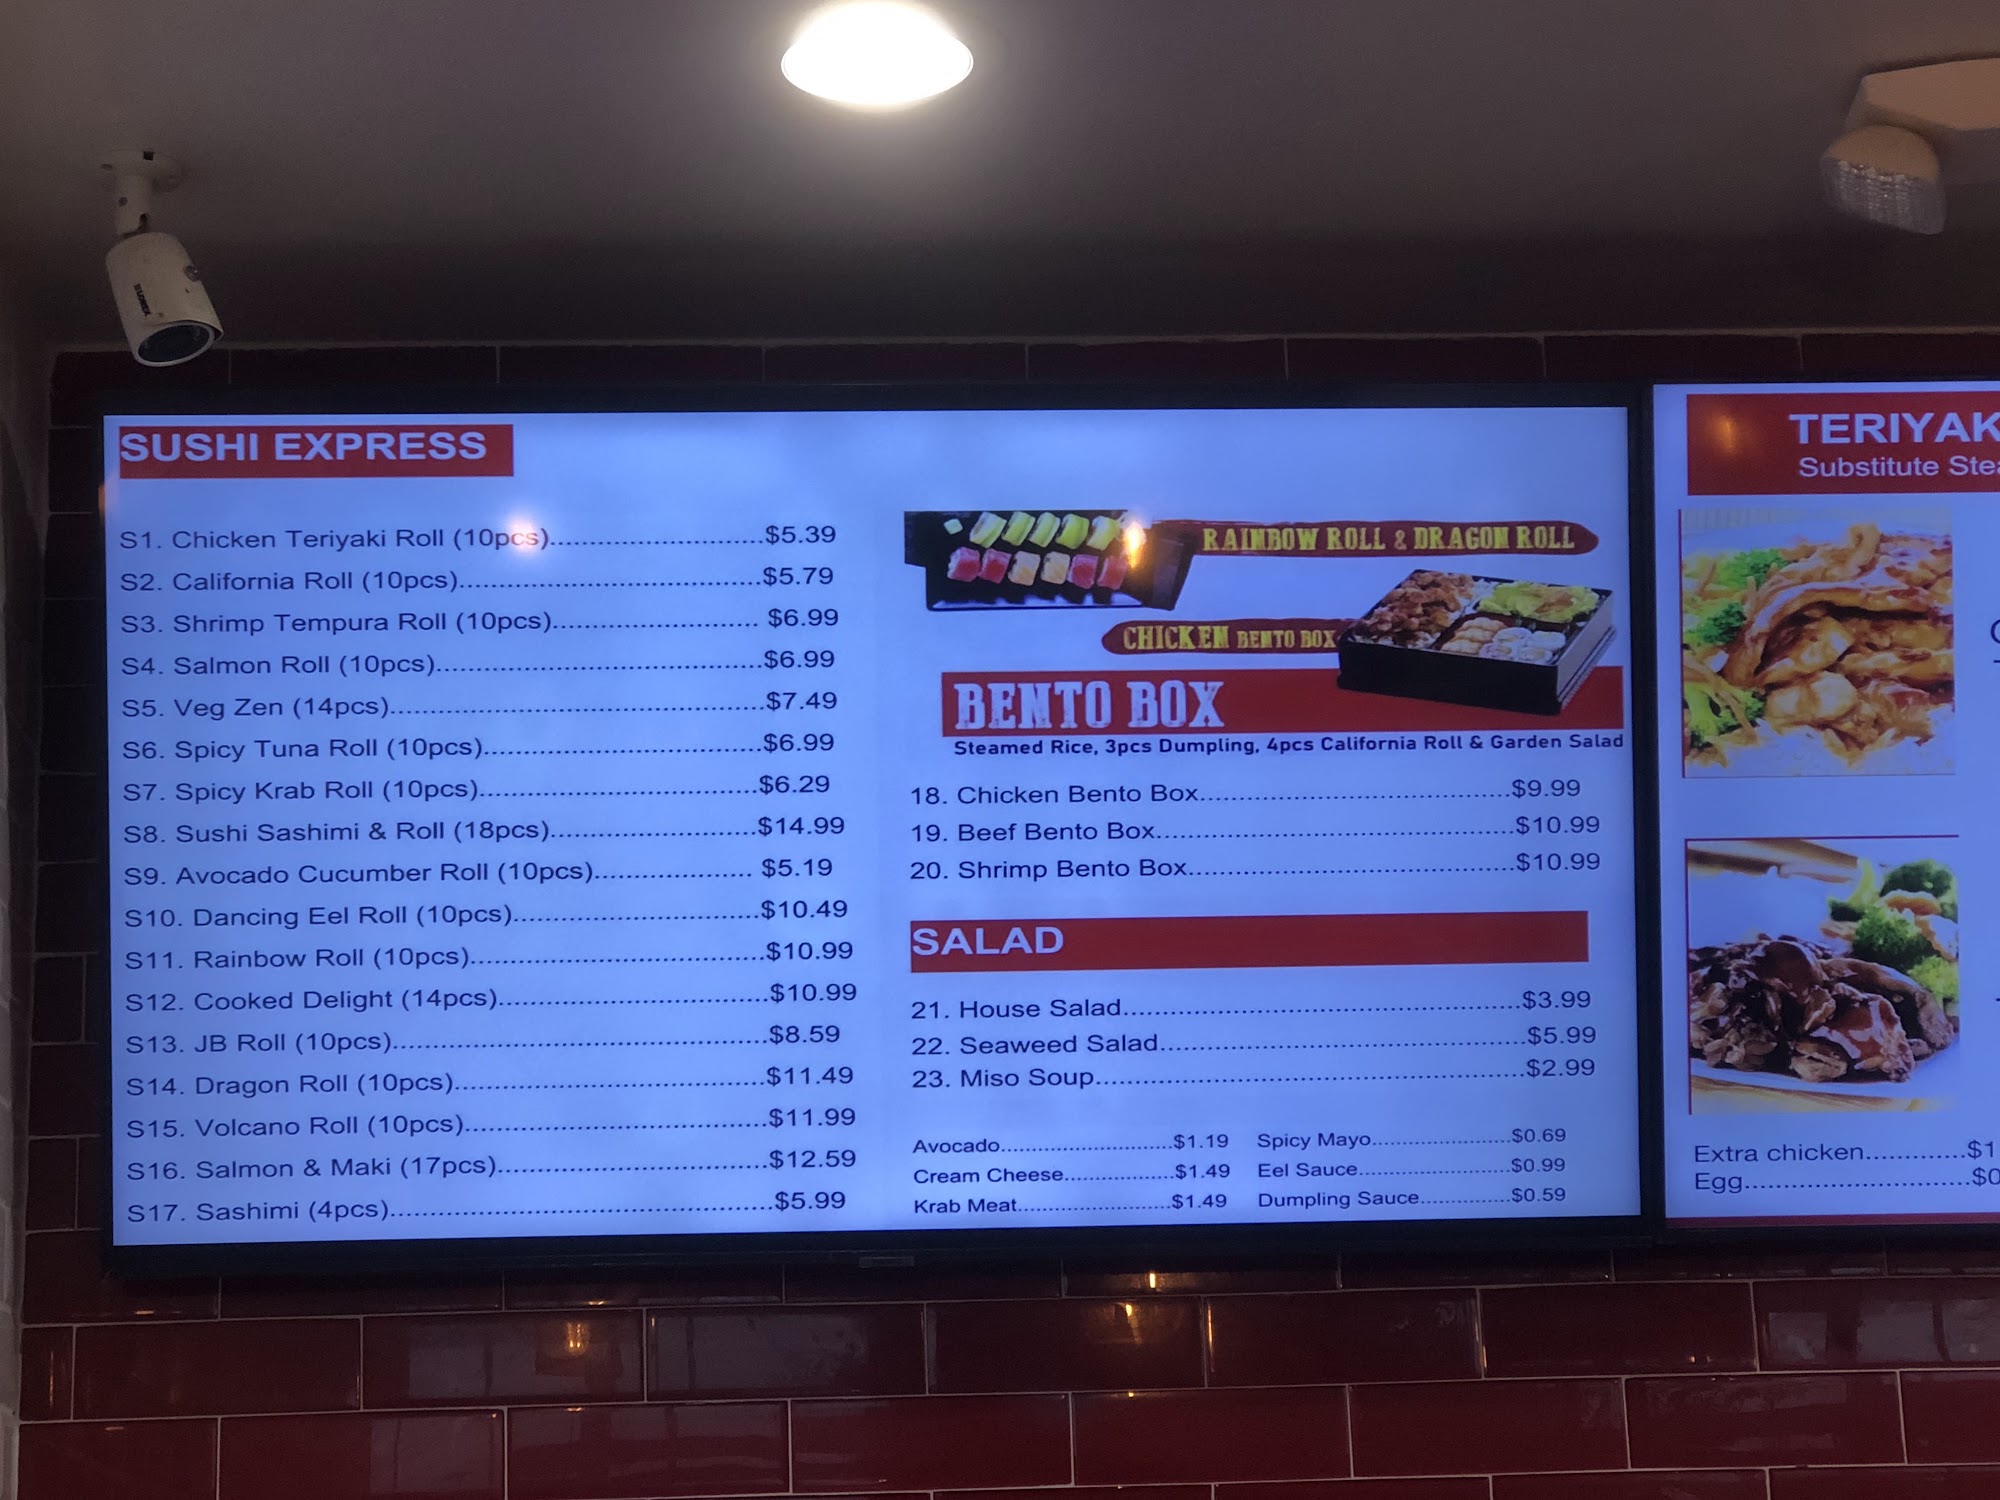 SUSHI EXPRESS
S1. Chicken Teriyaki Roll (10pcs)...........................$5.39
S2. California Roll (10pcs)......................................$5.79
S3. Shrimp Tempura Roll (10pcs).......................... $6.99
S4. Salmon Roll (10pcs).........................................$6.99
S5. Veg Zen (14pcs)...............................................$7.49
S6. Spicy Tuna Roll (10pcs)...................................$6.99
S7. Spicy Krab Roll (10pcs)...................................$6.29
S8. Sushi Sashimi & Roll (18pcs)..........................$14.99
S9. Avocado Cucumber Roll (10pcs).................... $5.19
S10. Dancing Eel Roll (10pcs)...............................$10.49
S11. Rainbow Roll (10pcs).....................................$10.99
S12. Cooked Delight (14pcs)..................................$10.99
S13. JB Roll (10pcs)...............................................$8.59
S14. Dragon Roll (10pcs).......................................$11.49
S15. Volcano Roll (10pcs)......................................$11.99
S16. Salmon & Maki (17pcs)..................................$12.59
S17. Sashimi (4pcs)................................................$5.99
RAINBOW ROLL & DRAGON ROLL
CHICKEN BENTO BOX
BENTO BOX
Steamed Rice, 3pcs Dumpling, 4pcs California Roll & Garden Salad
18. Chicken Bento Box.......................................$9.99
19. Beef Bento Box.............................................$10.99
20. Shrimp Bento Box.........................................$10.99
SALAD
21. House Salad..................................................$3.99
22. Seaweed Salad..............................................$5.99
23. Miso Soup......................................................$2.99
Avocado............................$1.19
Cream Cheese..................$1.49
Krab Meat.........................$1.49
Spicy Mayo.......................$0.69
Eel Sauce.........................$0.99
Dumpling Sauce...............$0.59
TERIYAK
Substitute Stea
Extra chicken.............$1
Egg.............................$0